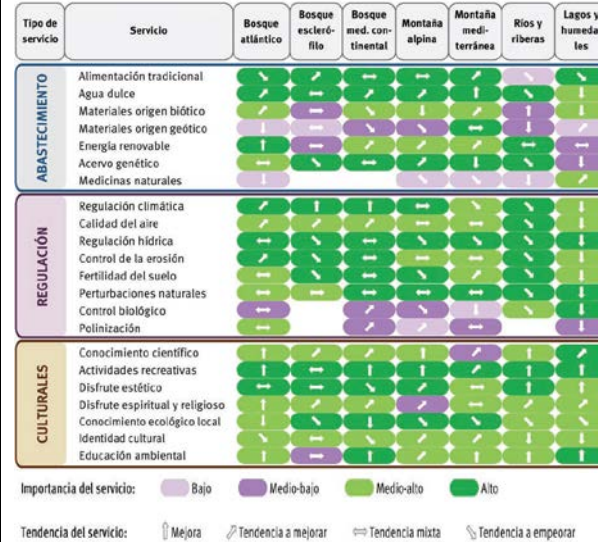 Tipo de servicio
Servicio
Bosque atlántico
Bosque escleró-filo
Bosque med. con-tinental
Montaña alpina
Montaña medi-terránea
Ríos y riberas
Lagos y humeda les
ABASTECIMIENTO
Alimentación tradicional
Agua dulce
Materiales origen biótico
Materiales origen geótico
Energía renovable
Acervo genético
Medicinas naturales
REGULACIÓN
Regulación climática
Calidad del aire
Regulación hídrica
Control de la erosión
Fertilidad del suelo
Perturbaciones naturales
Control biológico
Polinización
CULTURALES
Conocimiento científico
Actividades recreativas
Disfrute estético
Disfrute espiritual y religioso
Conocimiento ecológico local
Identidad cultural
Educación ambiental
Importancia del servicio: Bajo Medio-bajo Medio-alto Alto
Tendencia del servicio: Mejora Tendencia a mejorar Tendencia mixta Tendencia a empeorar